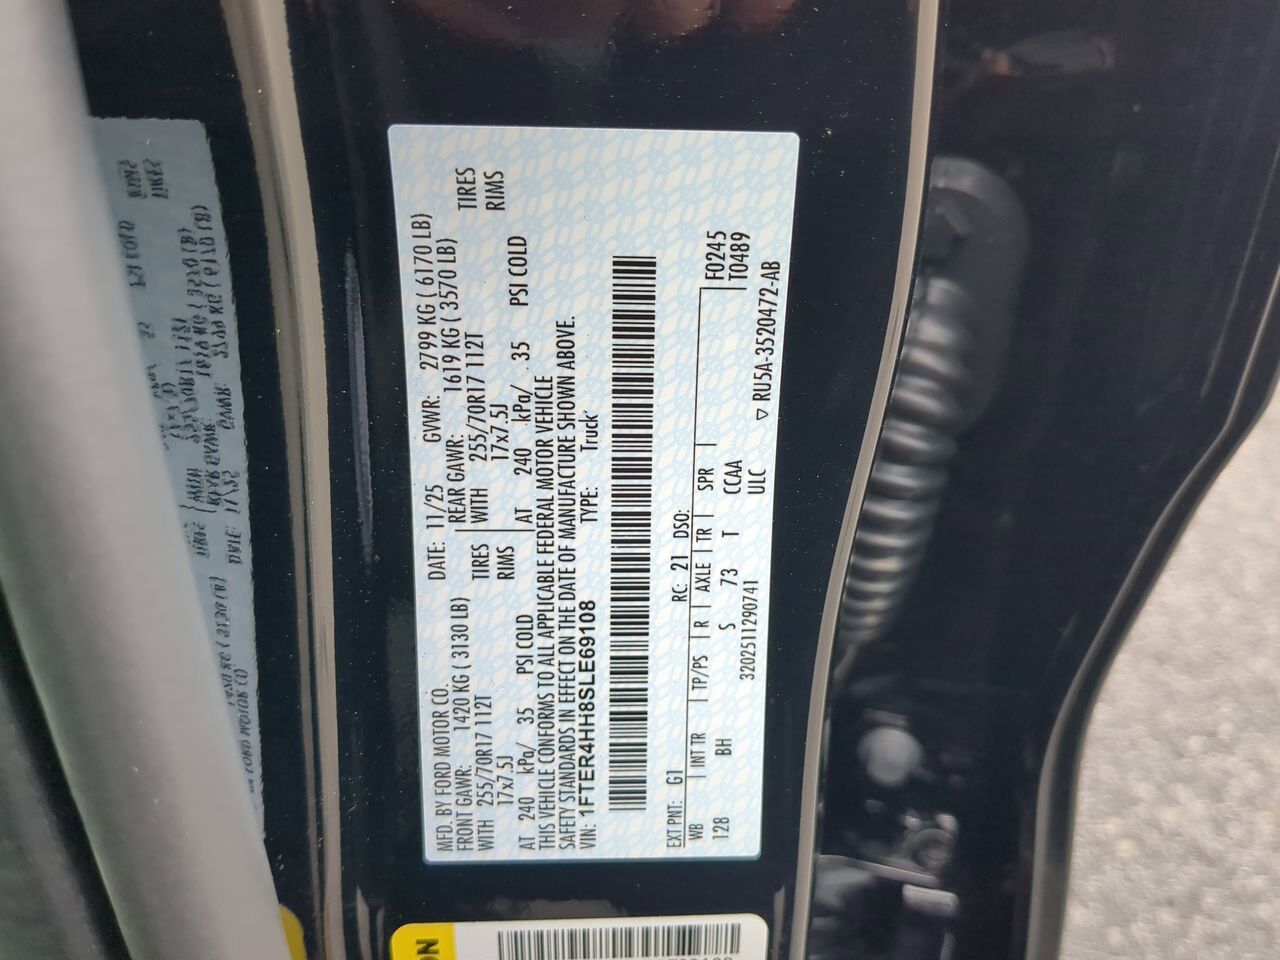 MFD. BY FORD MOTOR CO.
DATE: 11/25 GVWR: 2799 KG ( 6170 LB)
FRONT GAWR: 1420 KG ( 3130 LB)
REAR GAWR: 1619 KG ( 3570 LB)
WITH 255/70R17 112T TIRES
WITH 255/70R17 112T TIRES
17x7.5J RIMS
17x7.5J RIMS
AT 240 kPa/ 35 PSI COLD
AT 240 kPa/ 35 PSI COLD
THIS VEHICLE CONFORMS TO ALL APPLICABLE FEDERAL MOTOR VEHICLE
SAFETY STANDARDS IN EFFECT ON THE DATE OF MANUFACTURE SHOWN ABOVE.
VIN: 1FTER4HH8SLE69108 TYPE: Truck
EXT PNT: G1 RC: 21 DSO:
WB INT TR TP/PS R AXLE TR SPR F0245
128 BH S 73 T CCAA T0489
3202511290741 ULC
▽ RU5A-3520472-AB
ON